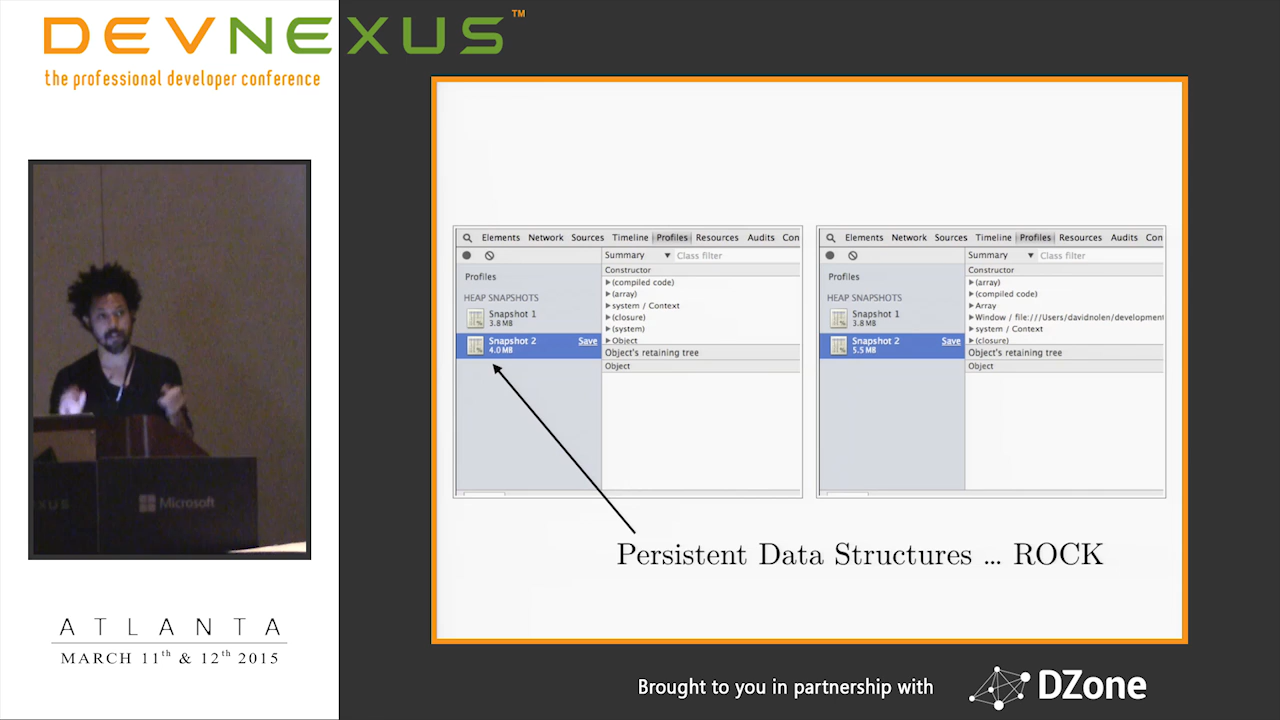 DEVNEXUS™
the professional developer conference
Microsoft
ATLANTA
MARCH 11th & 12th 2015
Elements Network Sources Timeline Profiles Resources Audits Con
Summary ▼ Class filter
Profiles
Constructor
▶(compiled code)
HEAP SNAPSHOTS
▶(array)
▶system / Context
Snapshot 1
3.8 MB
▶(closure)
▶(system)
Snapshot 2 Save
4.0 MB
▶Object
Object's retaining tree
Object
Elements Network Sources Timeline Profiles Resources Audits Con
Summary ▼ Class filter
Profiles
Constructor
▶(array)
HEAP SNAPSHOTS
▶(compiled code)
▶Array
Snapshot 1
3.8 MB
▶Window / file:///Users/davidnolen/development
▶system / Context
Snapshot 2 Save
5.5 MB
▶(closure)
Object's retaining tree
Object
Persistent Data Structures ... ROCK
Brought to you in partnership with DZone